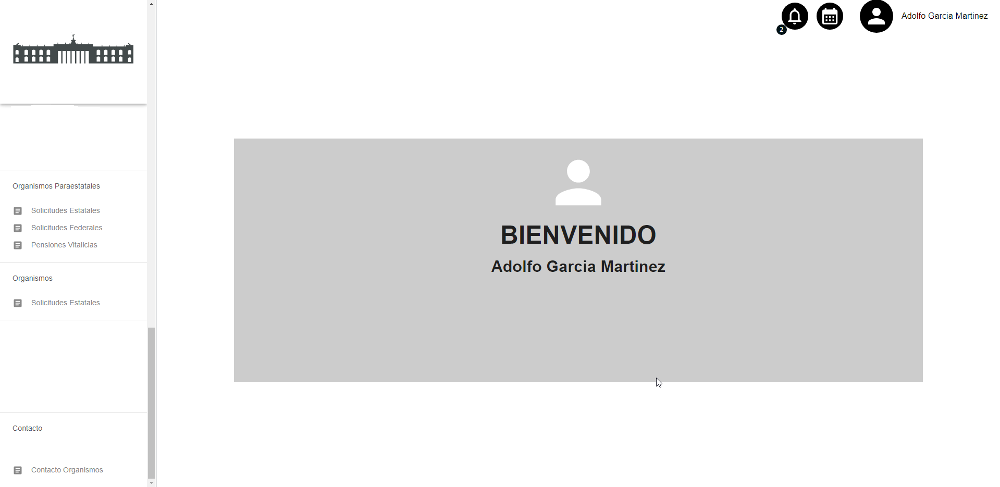 2
Adolfo Garcia Martinez
Organismos Paraestatales
Solicitudes Estatales
Solicitudes Federales
Pensiones Vitalicias
Organismos
Solicitudes Estatales
Contacto
Contacto Organismos
BIENVENIDO
Adolfo Garcia Martinez